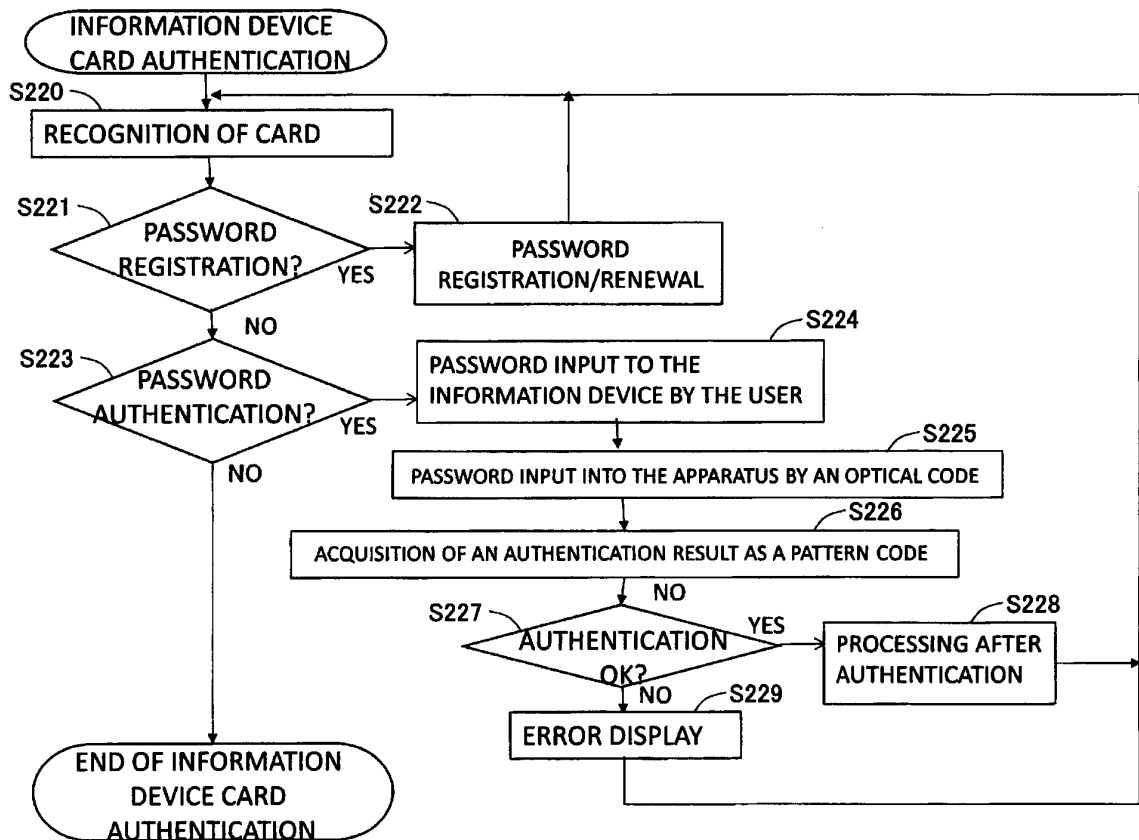 INFORMATION DEVICE
CARD AUTHENTICATION
S220
RECOGNITION OF CARD
S221
PASSWORD
REGISTRATION?
YES
S222
PASSWORD
REGISTRATION/RENEWAL
NO
S223
PASSWORD
AUTHENTICATION?
YES
S224
PASSWORD INPUT TO THE
INFORMATION DEVICE BY THE USER
NO
S225
PASSWORD INPUT INTO THE APPARATUS BY AN OPTICAL CODE
S226
ACQUISITION OF AN AUTHENTICATION RESULT AS A PATTERN CODE
NO
S227
AUTHENTICATION
OK?
YES
S228
PROCESSING AFTER
AUTHENTICATION
NO
S229
ERROR DISPLAY
END OF INFORMATION
DEVICE CARD
AUTHENTICATION